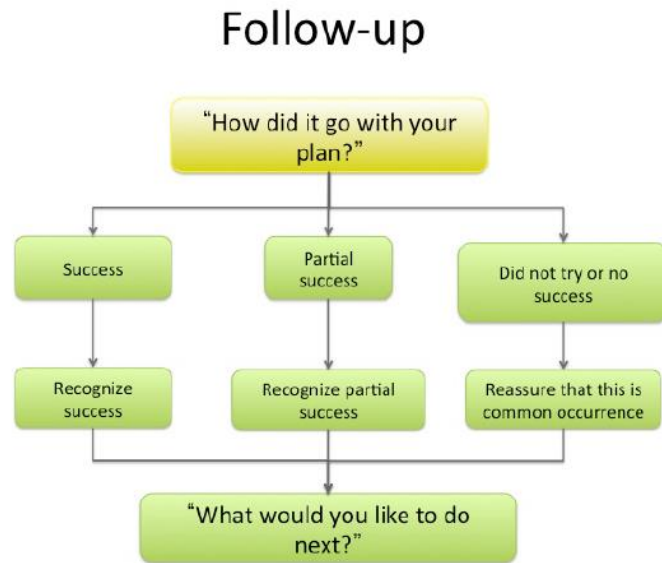 Follow-up
“How did it go with your
plan?”
Success
Partial
success
Did not try or no
success
Recognize
success
Recognize partial
success
Reassure that this is
common occurrence
“What would you like to do
next?”